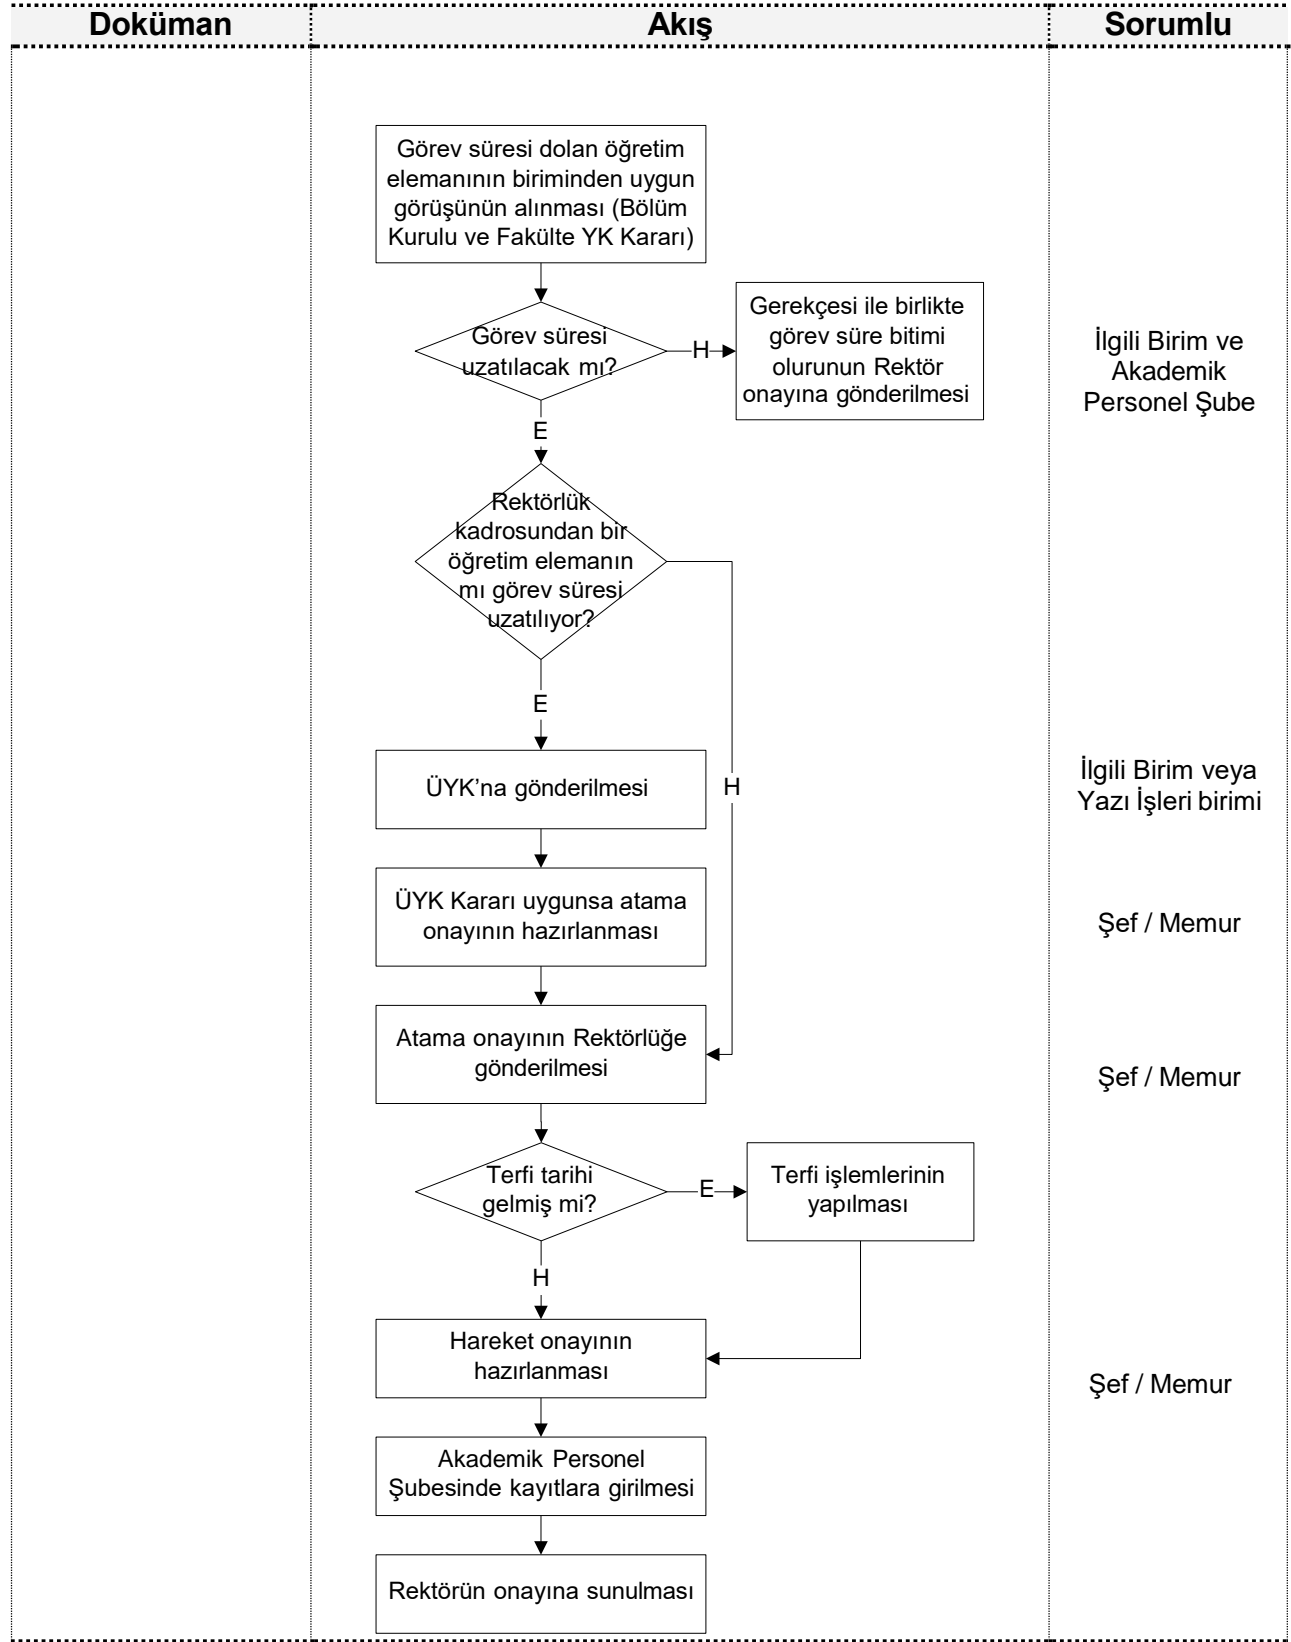 Doküman
Akış
Sorumlu
Görev süresi dolan öğretim
elemanının biriminden uygun
görüşünün alınması (Bölüm
Kurulu ve Fakülte YK Kararı)
Görev süresi
uzatılacak mı?
H
Gerekçesi ile birlikte
görev süre bitimi
olurunun Rektör
onayına gönderilmesi
İlgili Birim ve
Akademik
Personel Şube
E
Rektörlük
kadrosundan bir
öğretim elemanın
mı görev süresi
uzatılıyor?
E
H
ÜYK’na gönderilmesi
İlgili Birim veya
Yazı İşleri birimi
ÜYK Kararı uygunsa atama
onayının hazırlanması
Şef / Memur
Atama onayının Rektörlüğe
gönderilmesi
Şef / Memur
Terfi tarihi
gelmiş mi?
E
Terfi işlemlerinin
yapılması
H
Hareket onayının
hazırlanması
Şef / Memur
Akademik Personel
Şubesinde kayıtlara girilmesi
Rektörün onayına sunulması